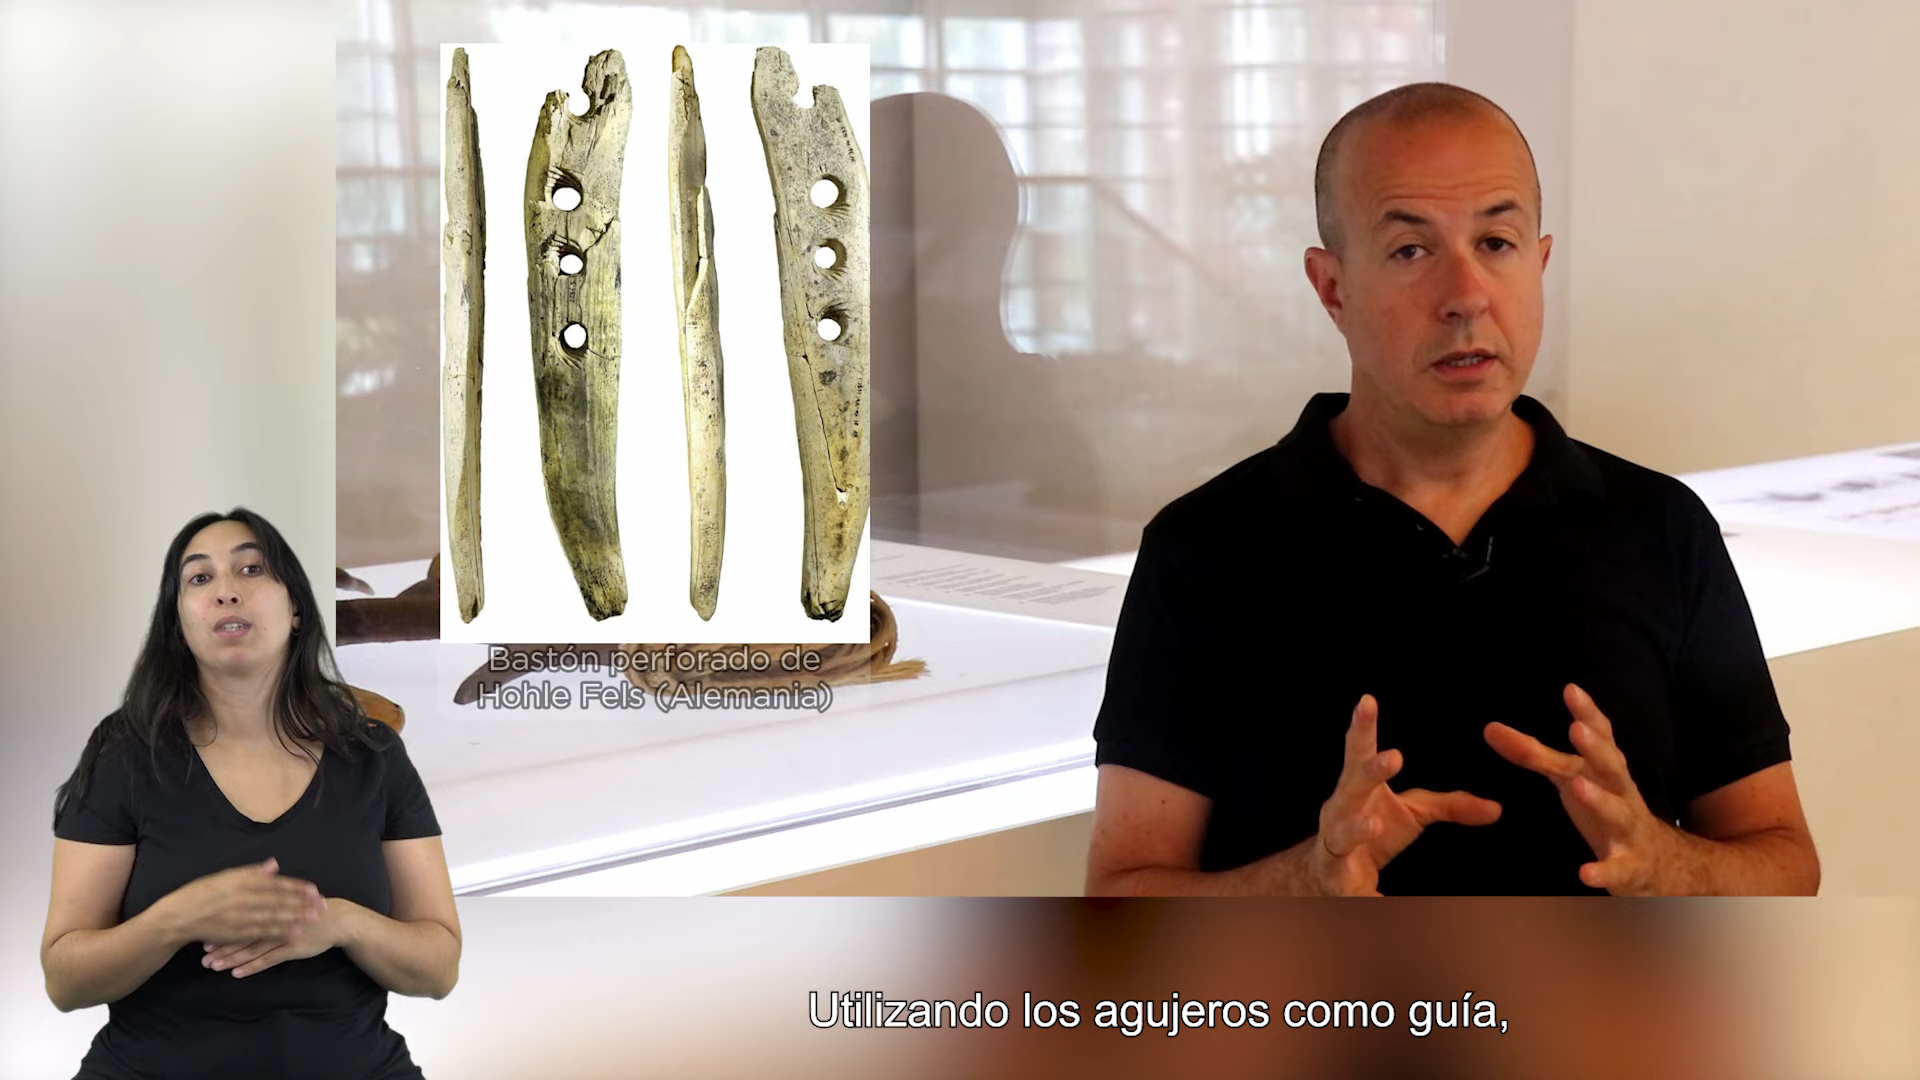 Bastón perforado de
Hohle Fels (Alemania)
Utilizando los agujeros como guía,